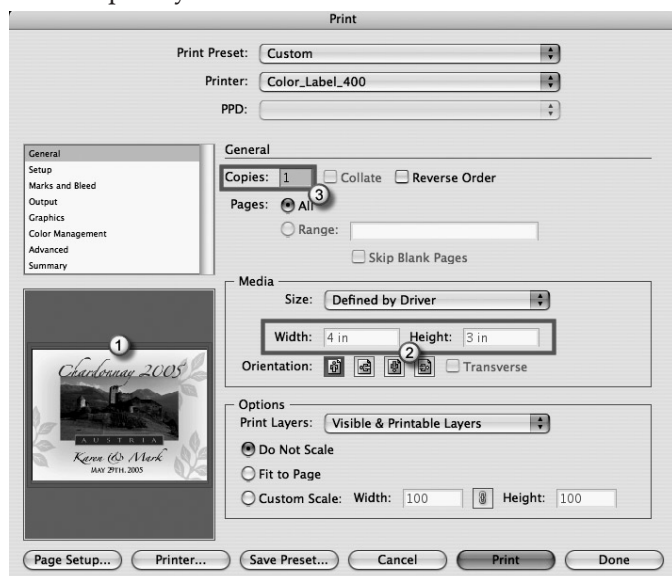 Print
Print Preset: Custom
Printer: Color_Label_400
PPD:
General
Setup
Marks and Bleed
Output
Graphics
Color Management
Advanced
Summary
General
Copies: 1 Collate Reverse Order
3
Pages: All
Range:
Skip Blank Pages
Media
Size: Defined by Driver
Width: 4 in Height: 3 in
2
Orientation: Transverse
Options
Print Layers: Visible & Printable Layers
Do Not Scale
Fit to Page
Custom Scale: Width: 100 Height: 100
1
Chardonnay 2005
AUSTRIA
Karen & Mark
MAY 29TH, 2005
Page Setup... Printer... Save Preset... Cancel Print Done